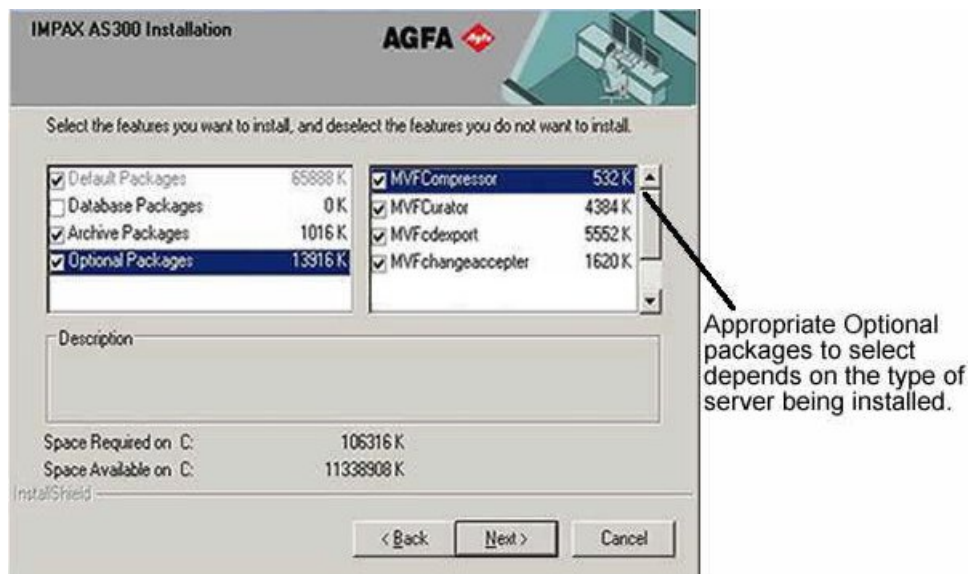 IMPAX AS300 Installation
AGFA
Select the features you want to install, and deselect the features you do not want to install.
Default Packages 65888 K
Database Packages 0 K
Archive Packages 1016 K
Optional Packages 13916 K
MVFCompressor 532 K
MVFCurator 4384 K
MVFcdexport 5552 K
MVFchangeaccepter 1620 K
Description
Space Required on C: 106316 K
Space Available on C: 11338908 K
InstallShield
< Back
Next >
Cancel
Appropriate Optional
packages to select
depends on the type of
server being installed.